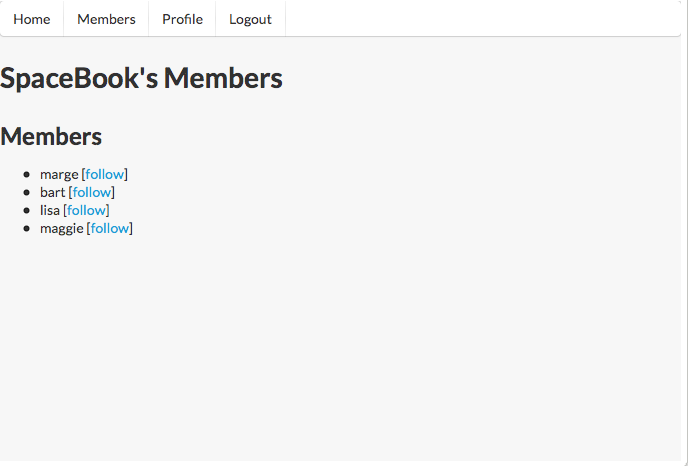 Home Members Profile Logout
SpaceBook's Members
Members
marge [follow]
bart [follow]
lisa [follow]
maggie [follow]